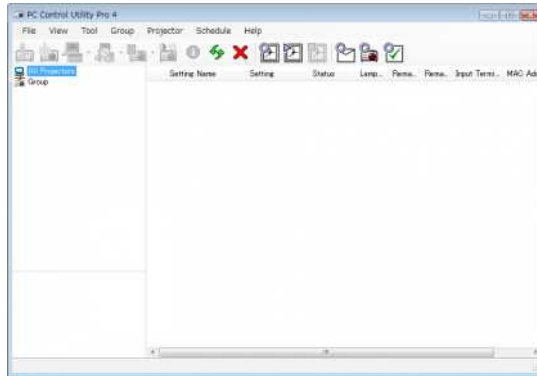 PC Control Utility Pro 4
File View Tool Group Projector Schedule Help
All Projectors
Group
Setting Name Setting Status Lamp... Rema... Rema... Input Termi... MAC Ad